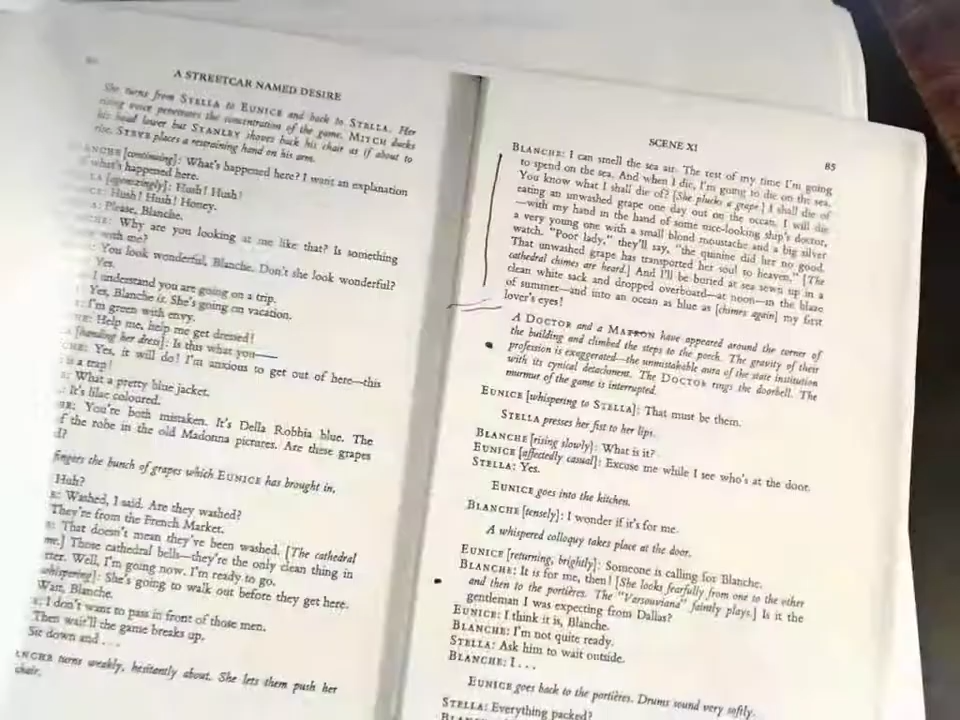 A STREETCAR NAMED DESIRE
She turns from STELLA to EUNICE and back to STELLA. Her
rising voice penetrates the concentration of the game. MITCH ducks
his head lower but STANLEY shoves back his chair as if about to
rise. STEVE places a restraining hand on his arm.
[continuing]: What's happened here? I want an explanation
what's happened here.
[agonizingly]: Hush! Hush!
Hush! Hush! Honey.
Please, Blanche.
Why are you looking at me like that? Is something
with me?
You look wonderful, Blanche. Don't she look wonderful?
Yes.
I understand you are going on a trip.
Yes, Blanche is. She's going on vacation.
I'm green with envy.
Help me, help me get dressed!
[handing her dress]: Is this what you——
Yes, it will do! I'm anxious to get out of here—this
is a trap!
What a pretty blue jacket.
It's lilac coloured.
You're both mistaken. It's Della Robbia blue. The
of the robe in the old Madonna pictures. Are these grapes
fingers the bunch of grapes which EUNICE has brought in.
Huh?
Washed, I said. Are they washed?
They're from the French Market.
That doesn't mean they've been washed. [The cathedral
Those cathedral bells—they're the only clean thing in
Well, I'm going now. I'm ready to go.
whispering]: She's going to walk out before they get here.
Wait, Blanche.
I don't want to pass in front of those men.
Then wait'll the game breaks up.
Sit down and . . .
turns weakly, hesitantly about. She lets them push her
chair.
SCENE XI
85
BLANCHE: I can smell the sea air. The rest of my time I'm going
to spend on the sea. And when I die, I'm going to die on the sea.
You know what I shall die of? [She plucks a grape.] I shall die of
eating an unwashed grape one day out on the ocean. I will die
—with my hand in the hand of some nice-looking ship's doctor,
a very young one with a small blond moustache and a big silver
watch. "Poor lady," they'll say, "the quinine did her no good.
That unwashed grape has transported her soul to heaven." [The
cathedral chimes are heard.] And I'll be buried at sea sewn up in a
clean white sack and dropped overboard—at noon—in the blaze
of summer—and into an ocean as blue as [chimes again] my first
lover's eyes!
A DOCTOR and a MATRON have appeared around the corner of
the building and climbed the steps to the porch. The gravity of their
profession is exaggerated—the unmistakable aura of the state institution
with its cynical detachment. The DOCTOR rings the doorbell. The
murmur of the game is interrupted.
EUNICE [whispering to STELLA]: That must be them.
STELLA presses her fist to her lips.
BLANCHE [rising slowly]: What is it?
EUNICE [affectedly casual]: Excuse me while I see who's at the door.
STELLA: Yes.
EUNICE goes into the kitchen.
BLANCHE [tensely]: I wonder if it's for me.
A whispered colloquy takes place at the door.
EUNICE [returning, brightly]: Someone is calling for Blanche.
BLANCHE: It is for me, then! [She looks fearfully from one to the other
and then to the portières. The "Varsouviana" faintly plays.] Is it the
gentleman I was expecting from Dallas?
EUNICE: I think it is, Blanche.
BLANCHE: I'm not quite ready.
STELLA: Ask him to wait outside.
BLANCHE: I . . .
EUNICE goes back to the portières. Drums sound very softly.
STELLA: Everything packed?